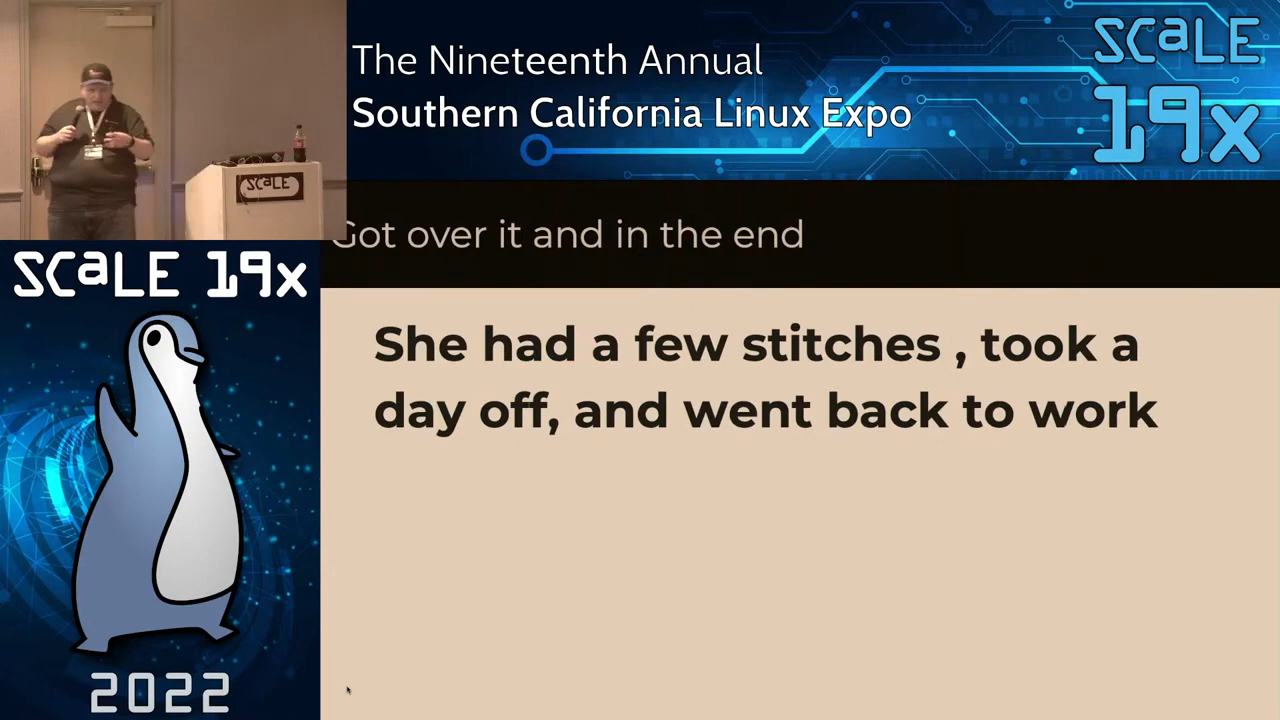 The Nineteenth Annual
Southern California Linux Expo
SCaLE
19x
SCaLE
Got over it and in the end
SCaLE 19x
She had a few stitches , took a
day off, and went back to work
2022